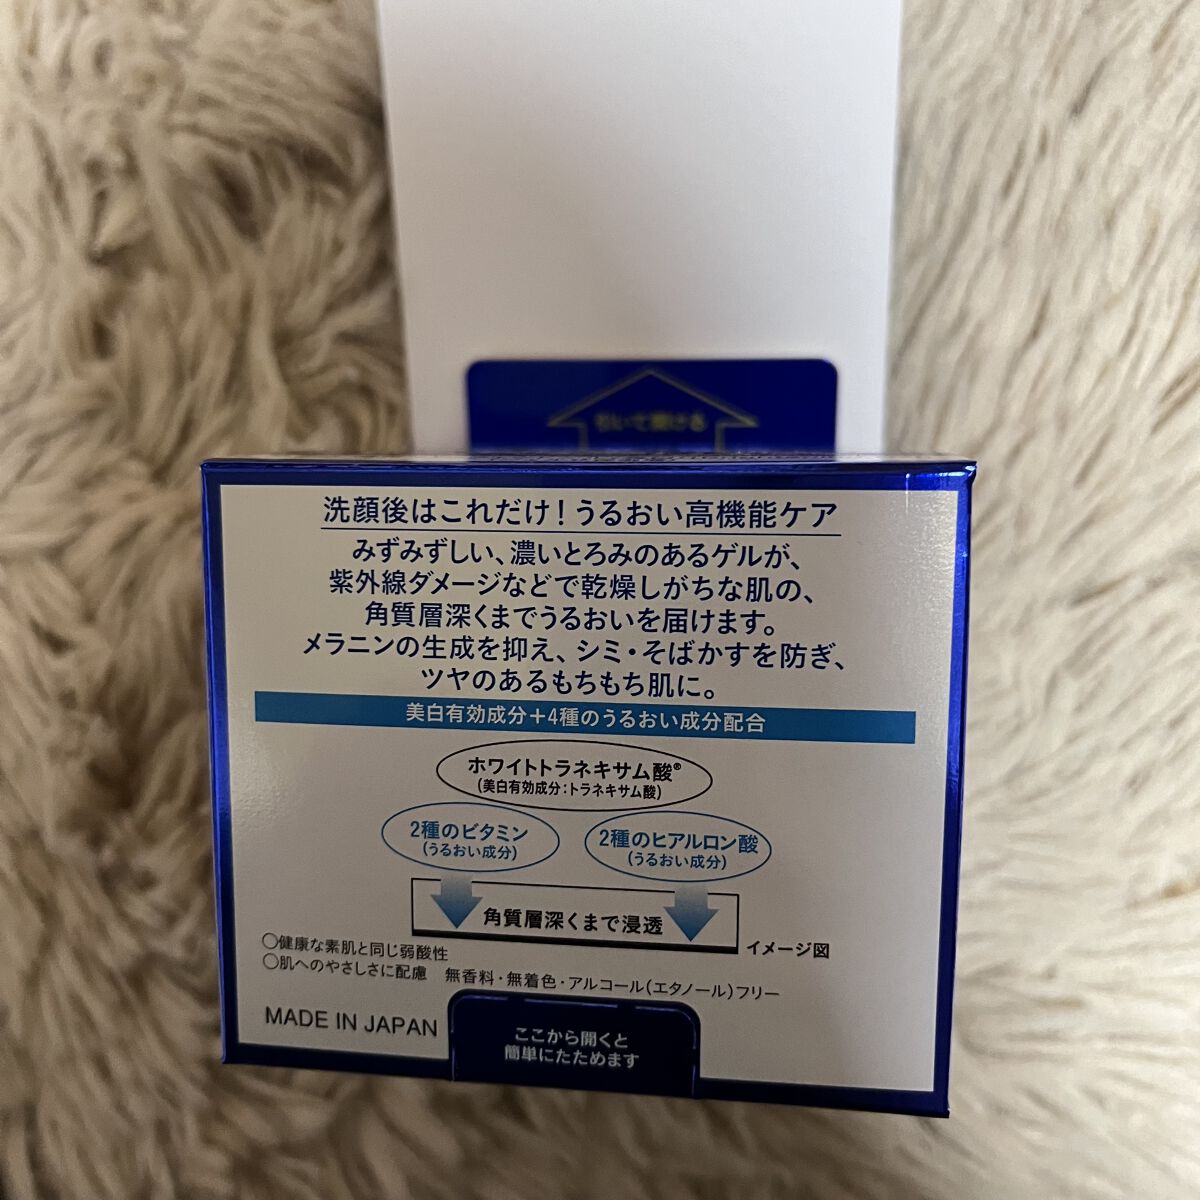 引いて開ける
洗顔後はこれだけ！うるおい高機能ケア
みずみずしい、濃いとろみのあるゲルが、
紫外線ダメージなどで乾燥しがちな肌の、
角質層深くまでうるおいを届けます。
メラニンの生成を抑え、シミ・そばかすを防ぎ、
ツヤのあるもちもち肌に。
美白有効成分＋4種のうるおい成分配合
ホワイトトラネキサム酸®
（美白有効成分：トラネキサム酸）
2種のビタミン
（うるおい成分）
2種のヒアルロン酸
（うるおい成分）
角質層深くまで浸透
イメージ図
○健康な素肌と同じ弱酸性
○肌へのやさしさに配慮 無香料・無着色・アルコール（エタノール）フリー
MADE IN JAPAN
ここから開くと
簡単にたためます